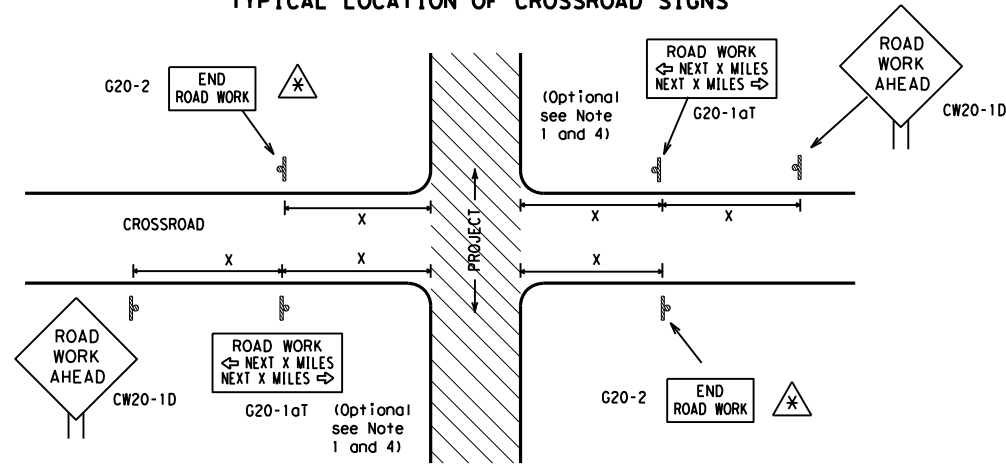 TYPICAL LOCATION OF CROSSROAD SIGNS
G20-2
END
ROAD WORK
*
(Optional
see Note
1 and 4)
ROAD WORK
⇦ NEXT X MILES
NEXT X MILES ⇨
G20-1aT
ROAD
WORK
AHEAD
CW20-1D
X
X
X
CROSSROAD
PROJECT
X
X
X
ROAD
WORK
AHEAD
CW20-1D
ROAD WORK
⇦ NEXT X MILES
NEXT X MILES ⇨
G20-1aT
(Optional
see Note
1 and 4)
G20-2
END
ROAD WORK
*